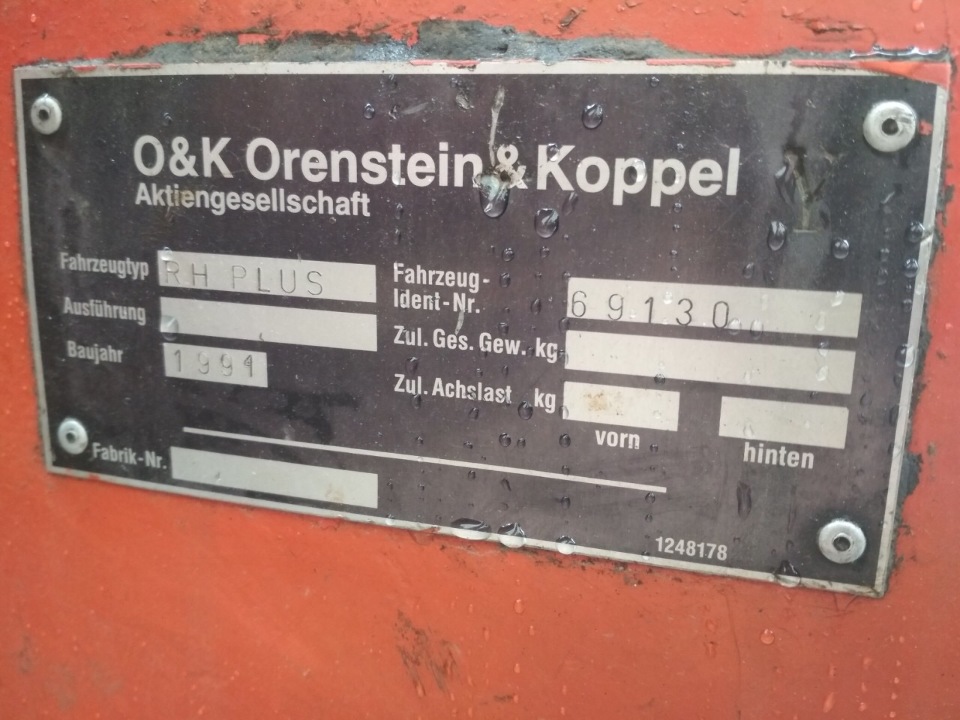 O&K Orenstein & Koppel
Aktiengesellschaft
Fahrzeugtyp RH PLUS
Ausführung
Baujahr 1991
Fabrik-Nr.
Fahrzeug-
Ident-Nr. 69130
Zul. Ges. Gew. kg
Zul. Achslast kg
vorn hinten
1248178